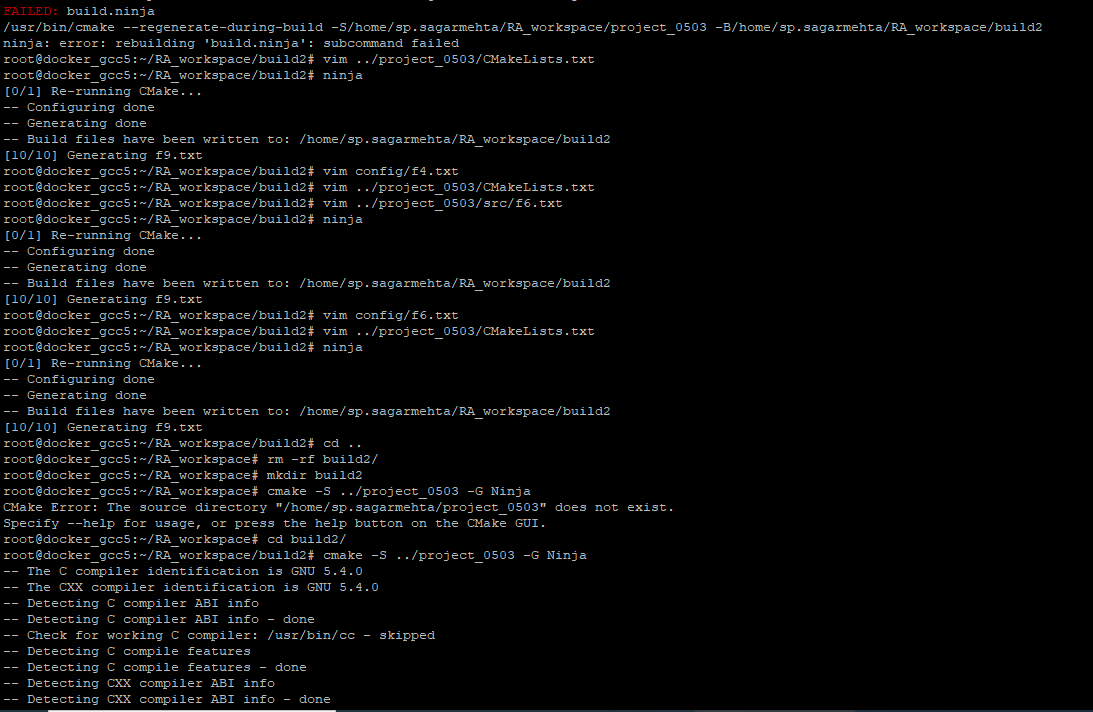 FAILED: build.ninja
/usr/bin/cmake --regenerate-during-build -S/home/sp.sagarmehta/RA_workspace/project_0503 -B/home/sp.sagarmehta/RA_workspace/build2
ninja: error: rebuilding 'build.ninja': subcommand failed
root@docker_gcc5:~/RA_workspace/build2# vim ../project_0503/CMakeLists.txt
root@docker_gcc5:~/RA_workspace/build2# ninja
[0/1] Re-running CMake...
-- Configuring done
-- Generating done
-- Build files have been written to: /home/sp.sagarmehta/RA_workspace/build2
[10/10] Generating f9.txt
root@docker_gcc5:~/RA_workspace/build2# vim config/f4.txt
root@docker_gcc5:~/RA_workspace/build2# vim ../project_0503/CMakeLists.txt
root@docker_gcc5:~/RA_workspace/build2# vim ../project_0503/src/f6.txt
root@docker_gcc5:~/RA_workspace/build2# ninja
[0/1] Re-running CMake...
-- Configuring done
-- Generating done
-- Build files have been written to: /home/sp.sagarmehta/RA_workspace/build2
[10/10] Generating f9.txt
root@docker_gcc5:~/RA_workspace/build2# vim config/f6.txt
root@docker_gcc5:~/RA_workspace/build2# vim ../project_0503/CMakeLists.txt
root@docker_gcc5:~/RA_workspace/build2# ninja
[0/1] Re-running CMake...
-- Configuring done
-- Generating done
-- Build files have been written to: /home/sp.sagarmehta/RA_workspace/build2
[10/10] Generating f9.txt
root@docker_gcc5:~/RA_workspace/build2# cd ..
root@docker_gcc5:~/RA_workspace# rm -rf build2/
root@docker_gcc5:~/RA_workspace# mkdir build2
root@docker_gcc5:~/RA_workspace# cmake -S ../project_0503 -G Ninja
CMake Error: The source directory "/home/sp.sagarmehta/project_0503" does not exist.
Specify --help for usage, or press the help button on the CMake GUI.
root@docker_gcc5:~/RA_workspace# cd build2/
root@docker_gcc5:~/RA_workspace/build2# cmake -S ../project_0503 -G Ninja
-- The C compiler identification is GNU 5.4.0
-- The CXX compiler identification is GNU 5.4.0
-- Detecting C compiler ABI info
-- Detecting C compiler ABI info - done
-- Check for working C compiler: /usr/bin/cc - skipped
-- Detecting C compile features
-- Detecting C compile features - done
-- Detecting CXX compiler ABI info
-- Detecting CXX compiler ABI info - done